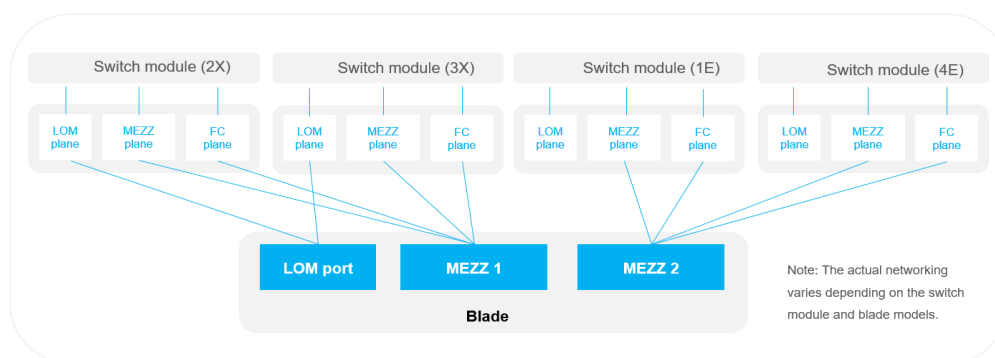 Switch module (2X)
Switch module (3X)
Switch module (1E)
Switch module (4E)
LOM
plane
MEZZ
plane
FC
plane
LOM
plane
MEZZ
plane
FC
plane
LOM
plane
MEZZ
plane
FC
plane
LOM
plane
MEZZ
plane
FC
plane
LOM port
MEZZ 1
MEZZ 2
Blade
Note: The actual networking
varies depending on the switch
module and blade models.